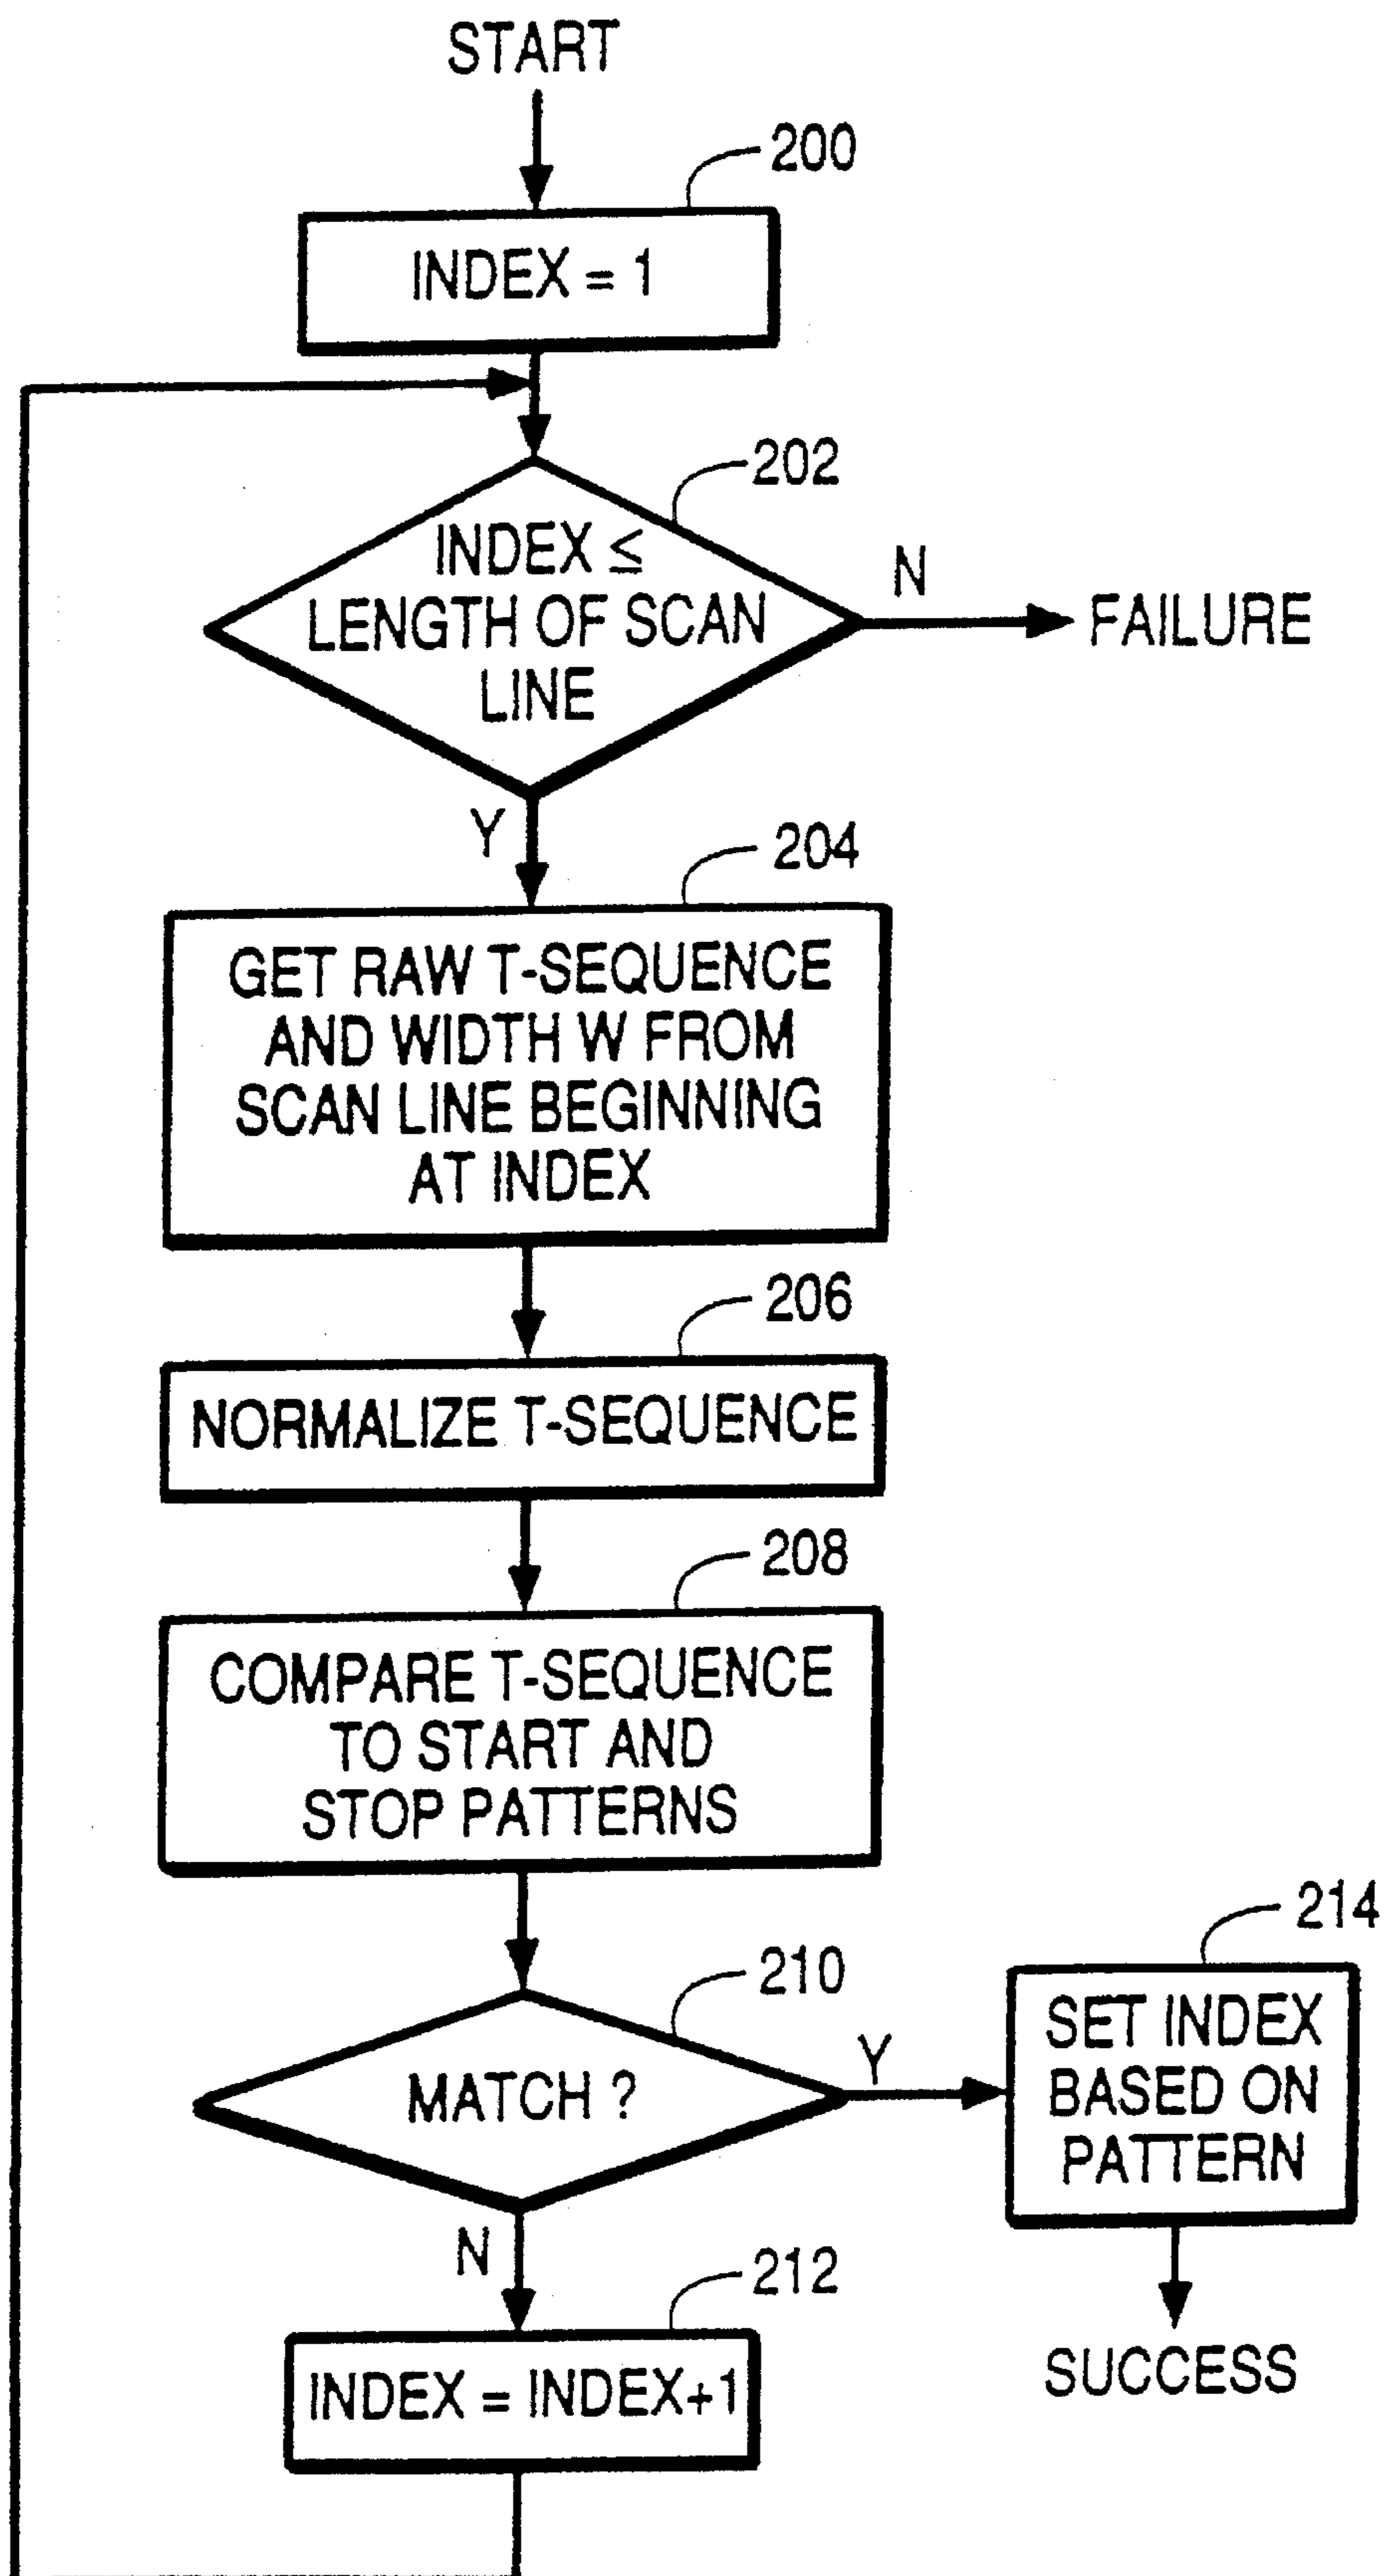 START
200
INDEX = 1
202
INDEX ≤
LENGTH OF SCAN
LINE
N
FAILURE
Y
204
GET RAW T-SEQUENCE
AND WIDTH W FROM
SCAN LINE BEGINNING
AT INDEX
206
NORMALIZE T-SEQUENCE
208
COMPARE T-SEQUENCE
TO START AND
STOP PATTERNS
210
MATCH ?
Y
214
SET INDEX
BASED ON
PATTERN
N
212
INDEX = INDEX+1
SUCCESS